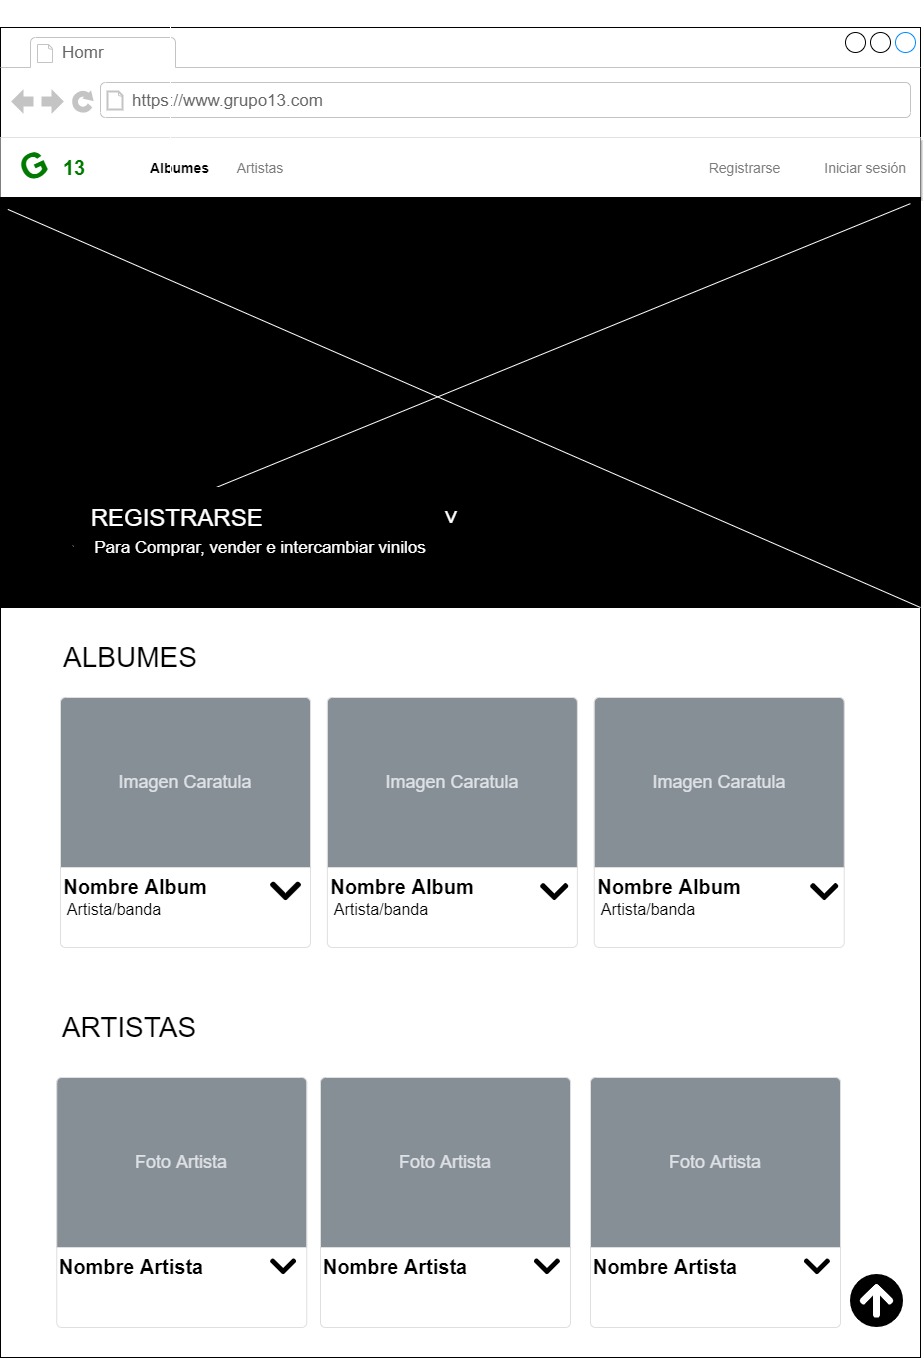 Homr
https://www.grupo13.com
G 13 Albumes Artistas Registrarse Iniciar sesión
REGISTRARSE v
Para Comprar, vender e intercambiar vinilos
ALBUMES
Imagen Caratula Imagen Caratula Imagen Caratula
Nombre Album Nombre Album Nombre Album
Artista/banda Artista/banda Artista/banda
ARTISTAS
Foto Artista Foto Artista Foto Artista
Nombre Artista Nombre Artista Nombre Artista